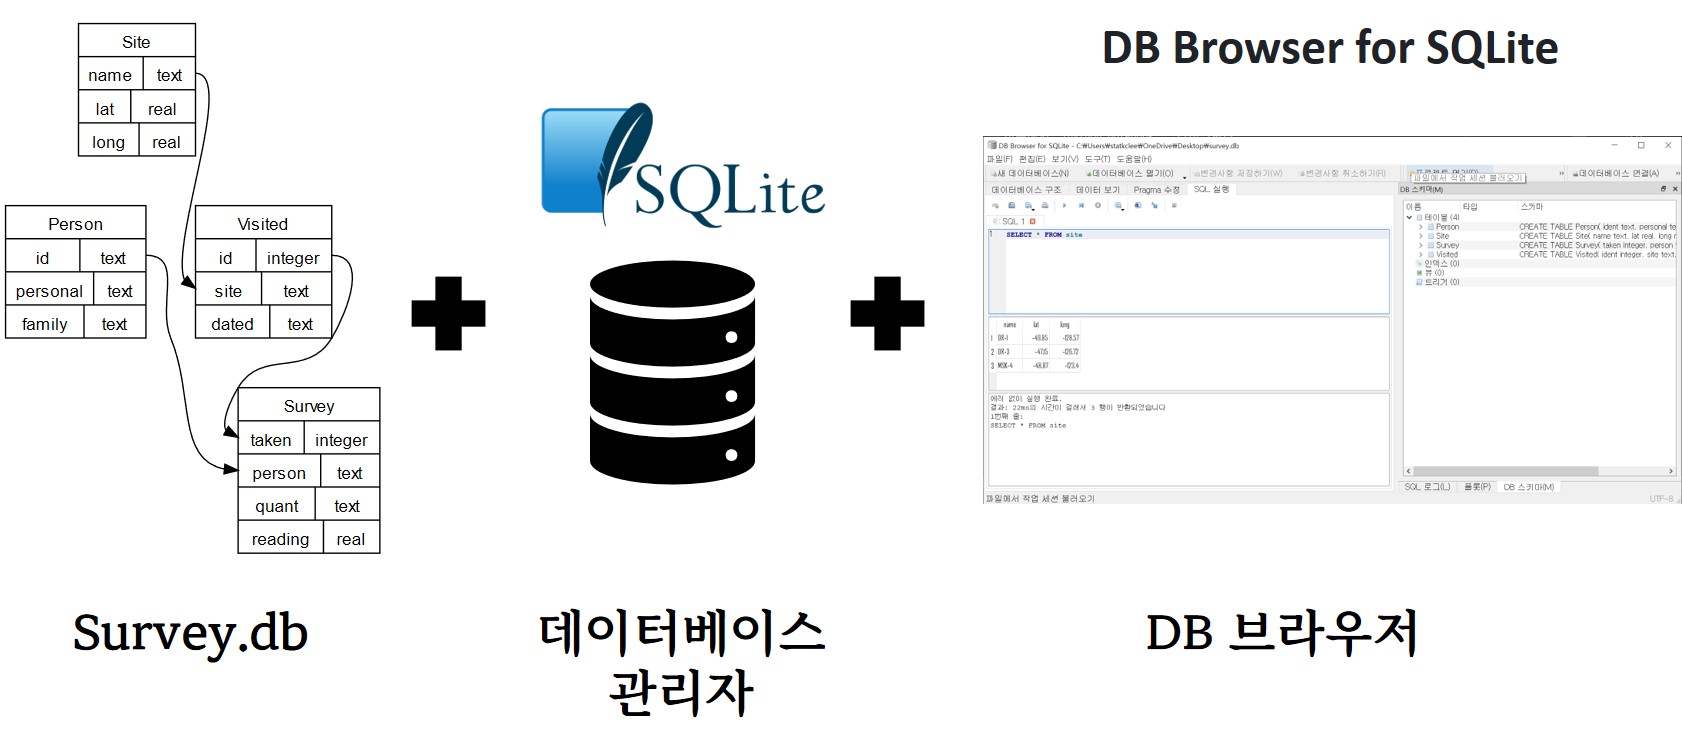 Site
name text
lat real
long real
Person
id text
personal text
family text
Visited
id integer
site text
dated text
Survey
taken integer
person text
quant text
reading real
Survey.db
SQLite
데이터베이스
관리자
DB Browser for SQLite
DB Browser for SQLite - C:₩Users₩statkclee₩OneDrive₩Desktop₩survey.db
파일(F) 편집(E) 보기(V) 도구(T) 도움말(H)
새 데이터베이스(N) 데이터베이스 열기(O) 변경사항 저장하기(W) 변경사항 취소하기(R) 데이터베이스 연결(A)
파일에서 작업 세션 불러오기
데이터베이스 구조 데이터 보기 Pragma 수정 SQL 실행
SQL 1
1 SELECT * FROM site
name lat long
1 DR-1 -49.85 -128.57
2 DR-3 -47.15 -126.72
3 MSK-4 -48.87 -123.4
에러 없이 실행 완료.
결과: 22ms의 시간이 걸려서 3 행이 반환되었습니다
1번째 줄:
SELECT * FROM site
파일에서 작업 세션 불러오기
DB 스키마(M)
이름 타입 스키마
테이블 (4)
Person CREATE TABLE Person( ident text, personal te
Site CREATE TABLE Site( name text, lat real, long r
Survey CREATE TABLE Survey( taken integer, person
Visited CREATE TABLE Visited( ident integer, site text,
인덱스 (0)
뷰 (0)
트리거 (0)
SQL 로그(L) 플롯(P) DB 스키마(M)
UTF-8
DB 브라우저